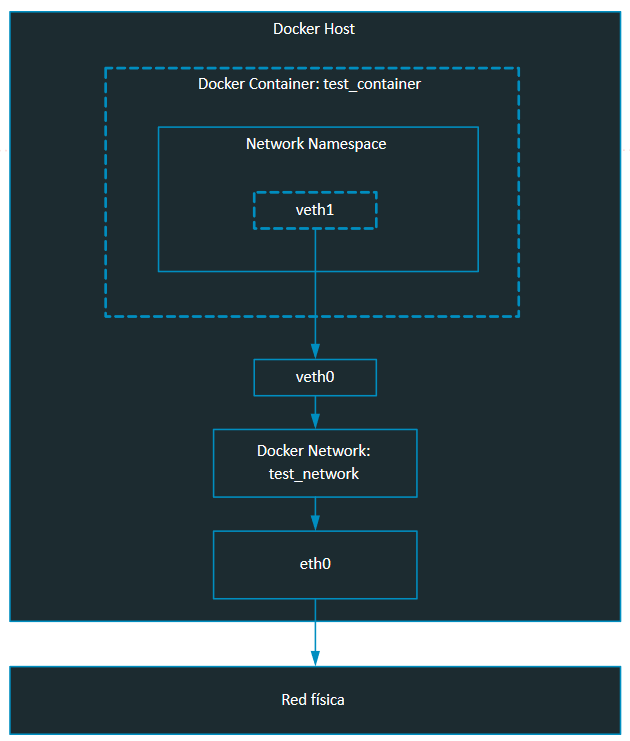 Docker Host
Docker Container: test_container
Network Namespace
veth1
veth0
Docker Network:
test_network
eth0
Red física